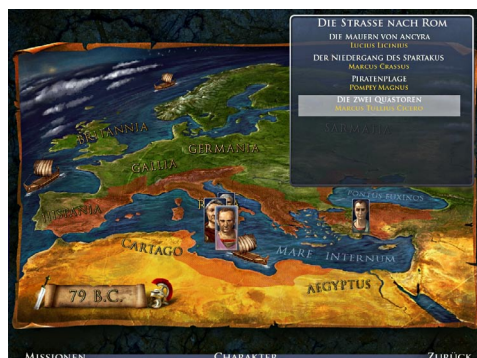 DIE STRASSE NACH ROM
DIE MAUERN VON ANCYRA
LUCIUS LICINIUS
DER NIEDERGANG DES SPARTAKUS
MARCUS CRASSUS
PIRATENPLAGE
POMPEY MAGNUS
DIE ZWEI QUÄSTOREN
MARCUS TULLIUS CICERO
BRITANNIA
GERMANIA
SARMATIA
GALLIA
PONTUS EUXINOS
HISPANIA
CARTAGO
MARE INTERNUM
AEGYPTUS
79 B.C.
MISSIONEN
CHARAKTER
ZURÜCK